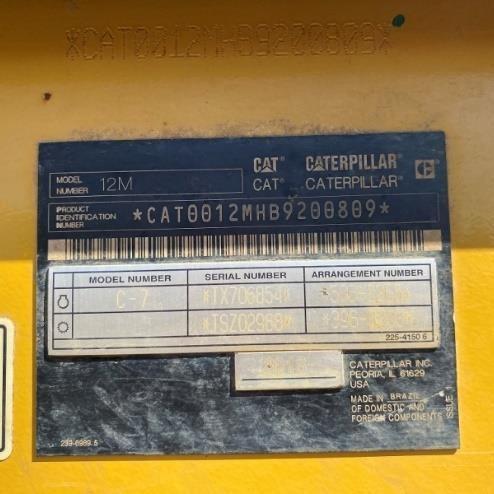 *CAT0012MHB9200809*
MODEL NUMBER 12M
CAT® CATERPILLAR®
CAT® CATERPILLAR®
PRODUCT IDENTIFICATION NUMBER *CAT0012MHB9200809*
MODEL NUMBER SERIAL NUMBER ARRANGEMENT NUMBER
C-7 *TX706854*
*TSZ02968*
225-4150 6
CATERPILLAR INC.
PEORIA, IL 61629
USA
MADE IN BRAZIL
OF DOMESTIC AND
FOREIGN COMPONENTS
ISSUE
239-6989 5